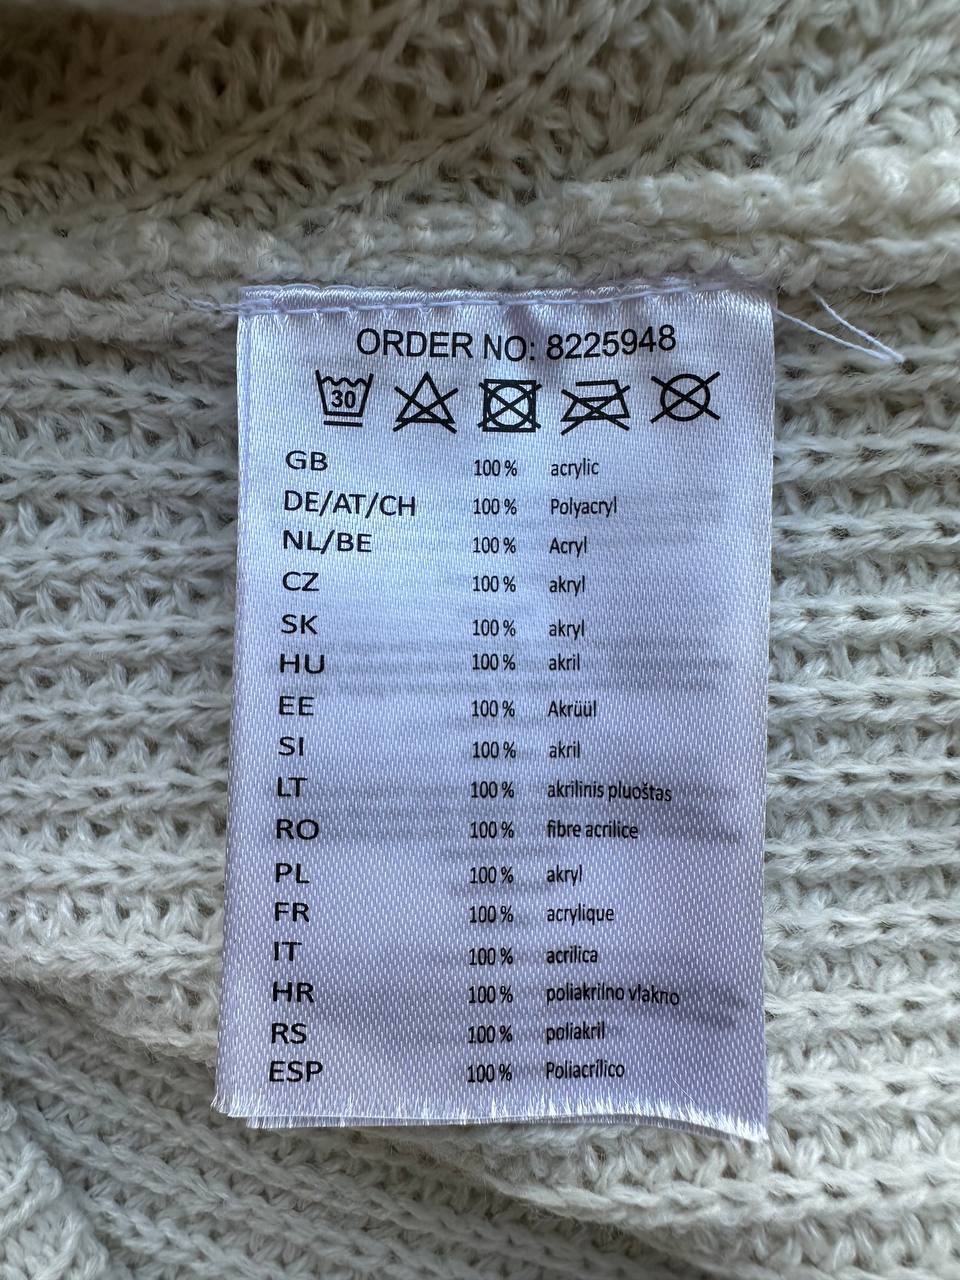 ORDER NO: 8225948
30
GB 100 % acrylic
DE/AT/CH 100 % Polyacryl
NL/BE 100 % Acryl
CZ 100 % akryl
SK 100 % akryl
HU 100 % akril
EE 100 % Akrüül
SI 100 % akril
LT 100 % akrilinis pluoštas
RO 100 % fibre acrilice
PL 100 % akryl
FR 100 % acrylique
IT 100 % acrilica
HR 100 % poliakrilno vlakno
RS 100 % poliakril
ESP 100 % Poliacrílico